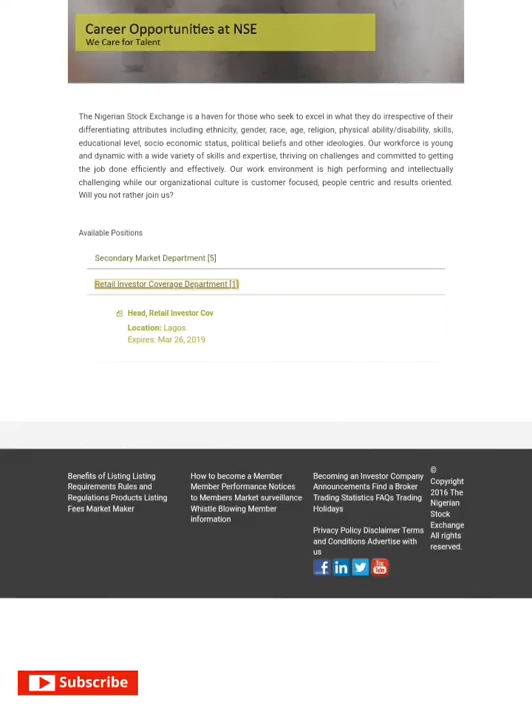 Career Opportunities at NSE
We Care for Talent
The Nigerian Stock Exchange is a haven for those who seek to excel in what they do irrespective of their
differentiating attributes including ethnicity, gender, race, age, religion, physical ability/disability, skills,
educational level, socio economic status, political beliefs and other ideologies. Our workforce is young
and dynamic with a wide variety of skills and expertise, thriving on challenges and committed to getting
the job done efficiently and effectively. Our work environment is high performing and intellectually
challenging while our organizational culture is customer focused, people centric and results oriented.
Will you not rather join us?
Available Positions
Secondary Market Department [5]
Retail Investor Coverage Department [1]
Head, Retail Investor Cov
Location: Lagos
Expires: Mar 26, 2019
Benefits of Listing Listing
Requirements Rules and
Regulations Products Listing
Fees Market Maker
How to become a Member
Member Performance Notices
to Members Market surveillance
Whistle Blowing Member
information
Becoming an Investor Company
Announcements Find a Broker
Trading Statistics FAQs Trading
Holidays
Privacy Policy Disclaimer Terms
and Conditions Advertise with
us
©
Copyright
2016 The
Nigerian
Stock
Exchange
All rights
reserved.
f
in
You
Tube
Subscribe